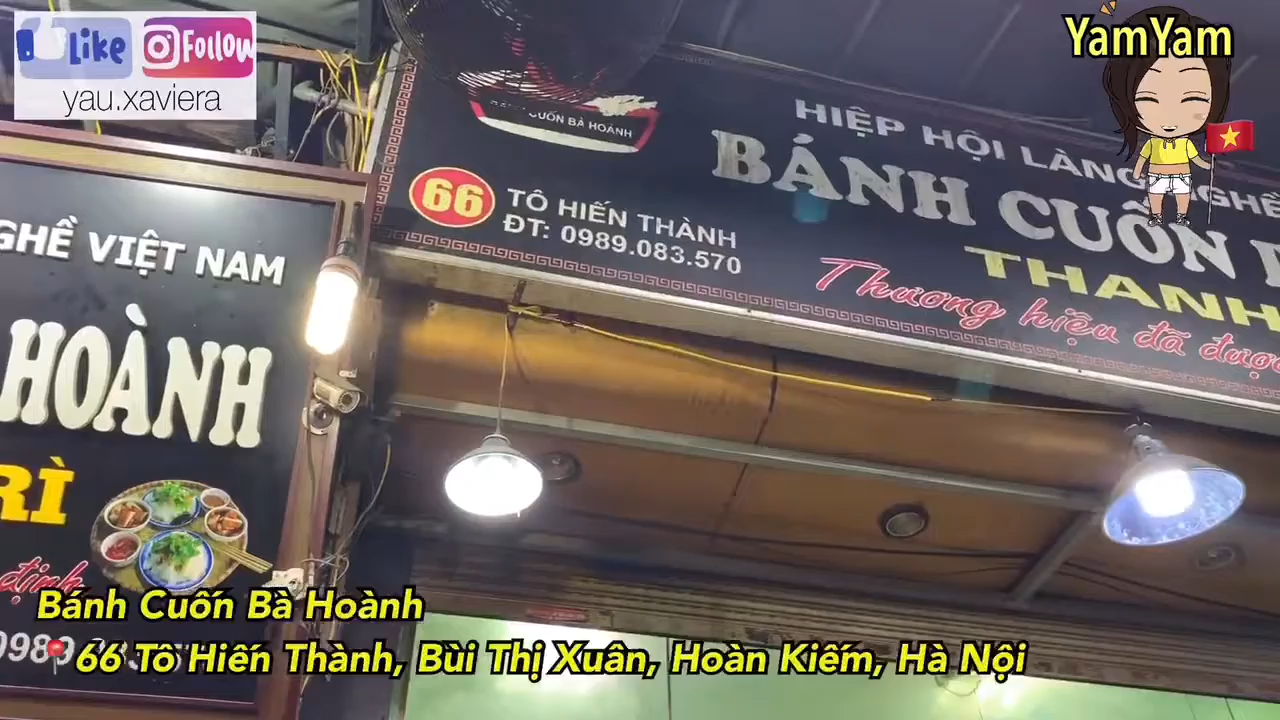 Like
Follow
yau.xaviera
YamYam
CUỐN BÀ HOÀNH
HIỆP HỘI LÀNG NGHỀ
BÁNH CUỐN
66
TÔ HIẾN THÀNH
ĐT: 0989.083.570
THANH
Thương hiệu đã được
GHỀ VIỆT NAM
HOÀNH
RÌ
định
Bánh Cuốn Bà Hoành
66 Tô Hiến Thành, Bùi Thị Xuân, Hoàn Kiếm, Hà Nội